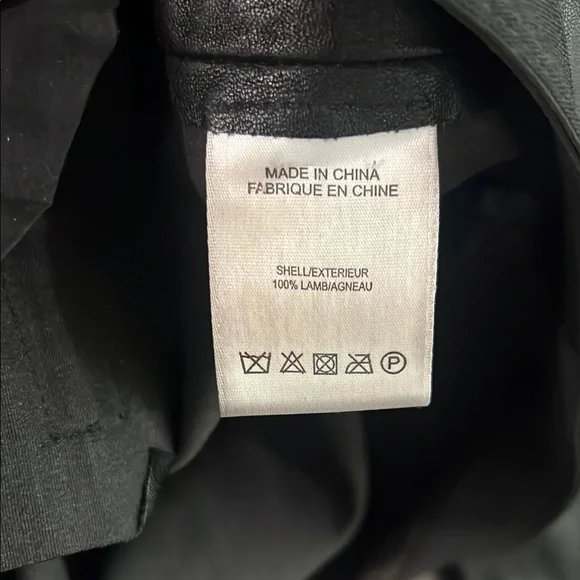 MADE IN CHINA
FABRIQUE EN CHINE
SHELL/EXTERIEUR
100% LAMB/AGNEAU
P